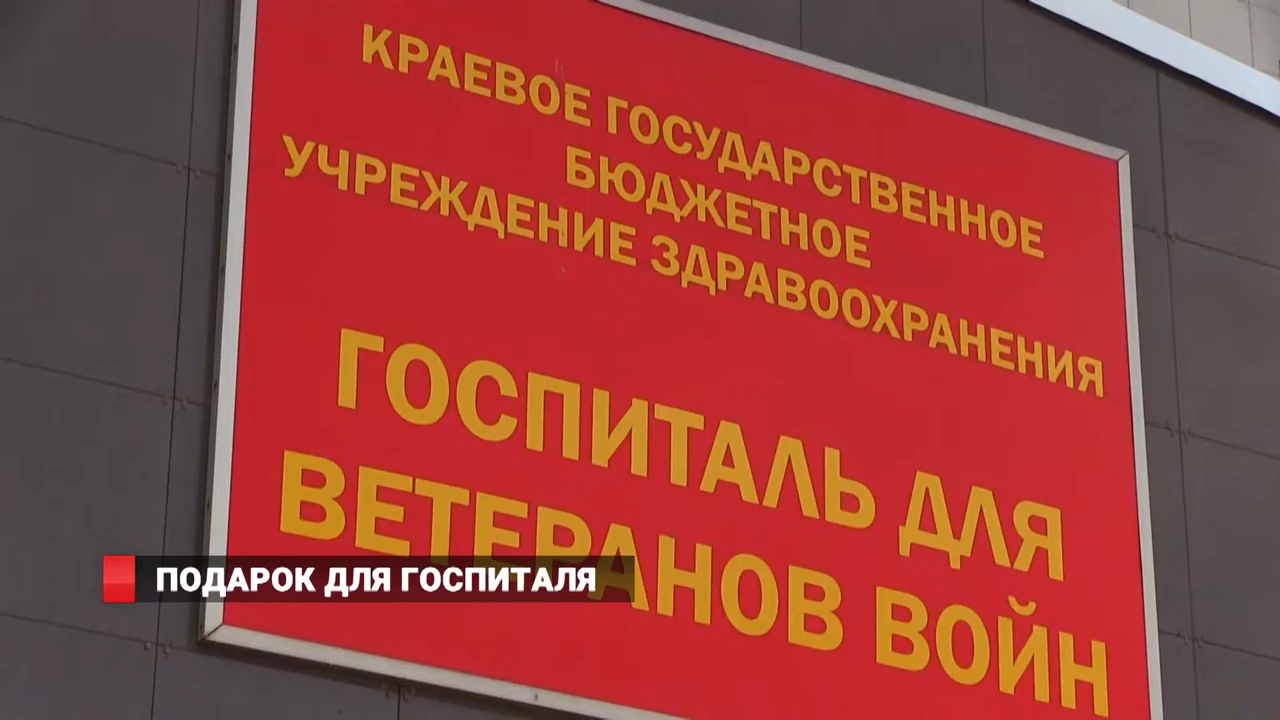 КРАЕВОЕ ГОСУДАРСТВЕННОЕ
БЮДЖЕТНОЕ
УЧРЕЖДЕНИЕ ЗДРАВООХРАНЕНИЯ
ГОСПИТАЛЬ ДЛЯ
ВЕТЕРАНОВ ВОЙН
ПОДАРОК ДЛЯ ГОСПИТАЛЯ